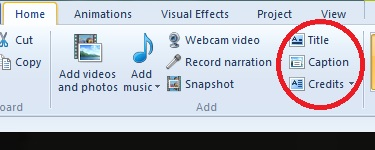 Home Animations Visual Effects Project View
Cut
Copy
Add videos and photos
Add music
Webcam video
Record narration
Snapshot
Title
Caption
Credits
oard Add